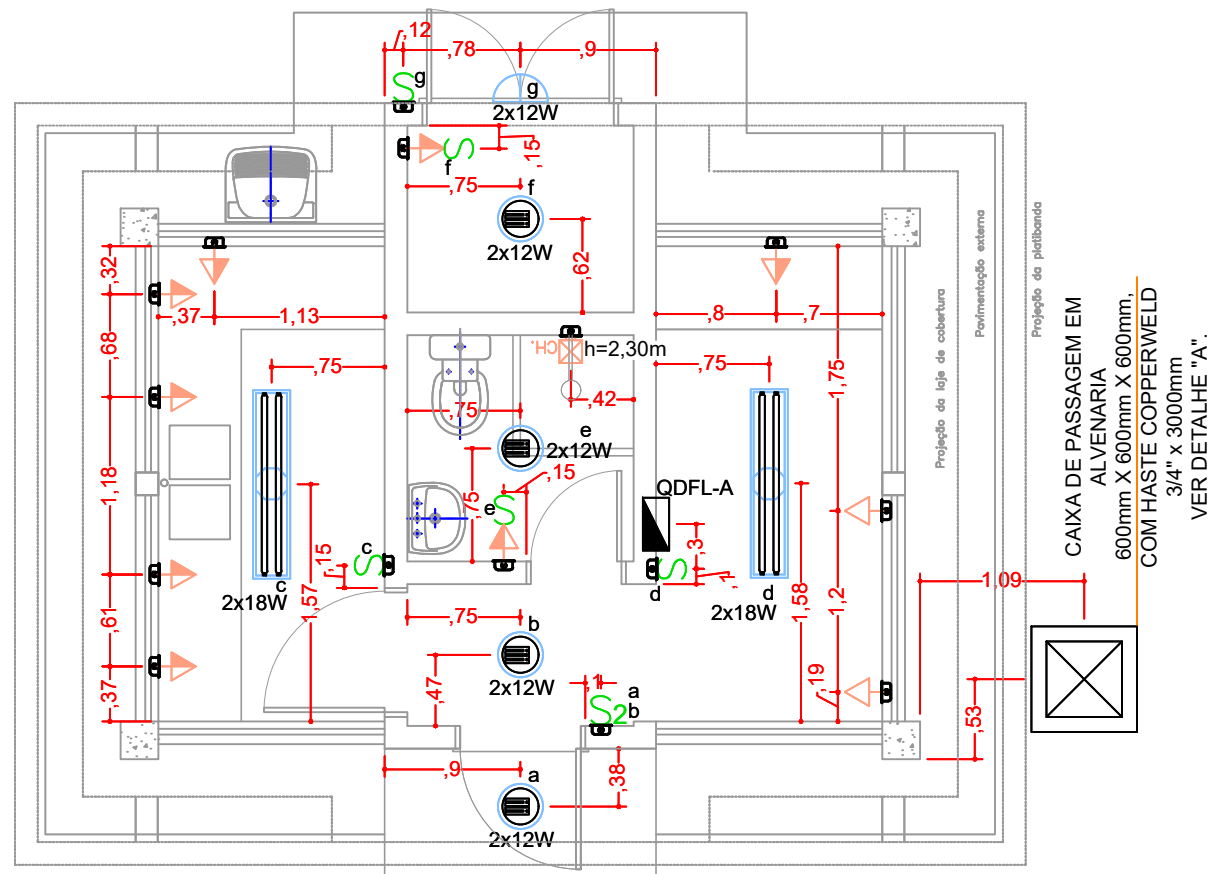 ,12
,78
,9
g
S
g
2x12W
S
f
,15
,75
f
2x12W
,62
,32
,37
1,13
,8
,7
,68
,75
,75
1,75
CH.
h=2,30m
,42
,75
e
2x12W
,15
1,18
,75
e
S
QDFL-A
,3
,1
c
S
,15
S
d
c
2x18W
1,57
d
2x18W
1,58
1,2
,61
,37
,75
b
2x12W
,47
,1
a
S2
b
,19
,9
a
2x12W
,38
1,09
,53
Projeção da laje de cobertura
Pavimentação externa
Projeção da platibanda
CAIXA DE PASSAGEM EM
ALVENARIA
600mm X 600mm X 600mm,
COM HASTE COPPERWELD
3/4" x 3000mm
VER DETALHE "A".